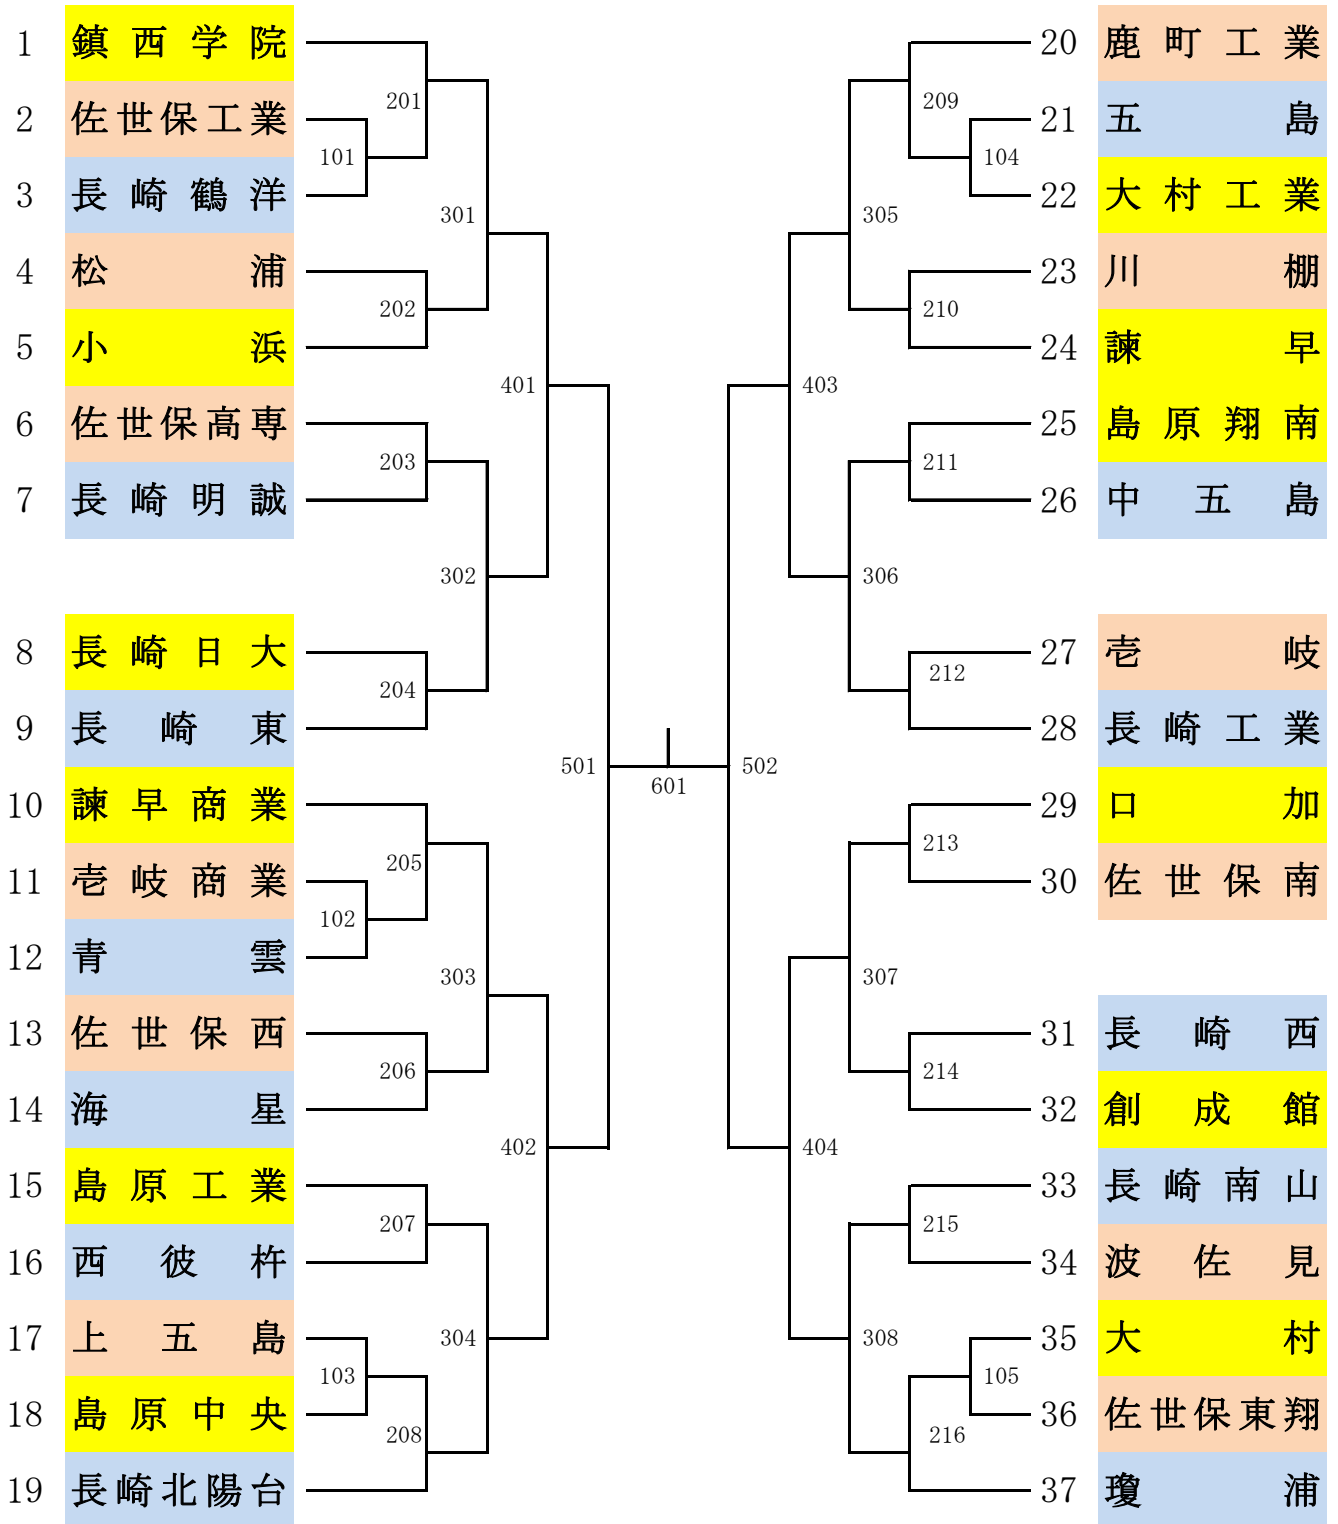 1 鎮西学院
2 佐世保工業
3 長崎鶴洋
4 松浦
5 小浜
6 佐世保高専
7 長崎明誠
8 長崎日大
9 長崎東
10 諫早商業
11 壱岐商業
12 青雲
13 佐世保西
14 海星
15 島原工業
16 西彼杵
17 上五島
18 島原中央
19 長崎北陽台
101
102
103
201
202
203
204
205
206
207
208
301
302
303
304
401
402
501
601
502
403
404
305
306
307
308
209
210
211
212
213
214
215
216
104
105
20 鹿町工業
21 五島
22 大村工業
23 川棚
24 諫早
25 島原翔南
26 中五島
27 壱岐
28 長崎工業
29 口加
30 佐世保南
31 長崎西
32 創成館
33 長崎南山
34 波佐見
35 大村
36 佐世保東翔
37 瓊浦